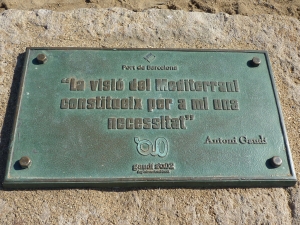 Port de Barcelona
"La visió del Mediterrani
constitueix per a mi una
necessitat"
Antoni Gaudí
gaudí 2002